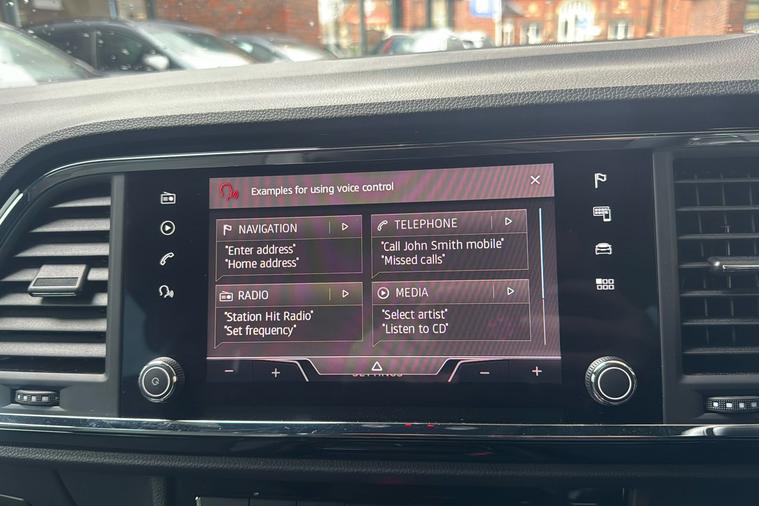 Examples for using voice control
NAVIGATION
"Enter address"
"Home address"
TELEPHONE
"Call John Smith mobile"
"Missed calls"
RADIO
"Station Hit Radio"
"Set frequency"
MEDIA
"Select artist"
"Listen to CD"